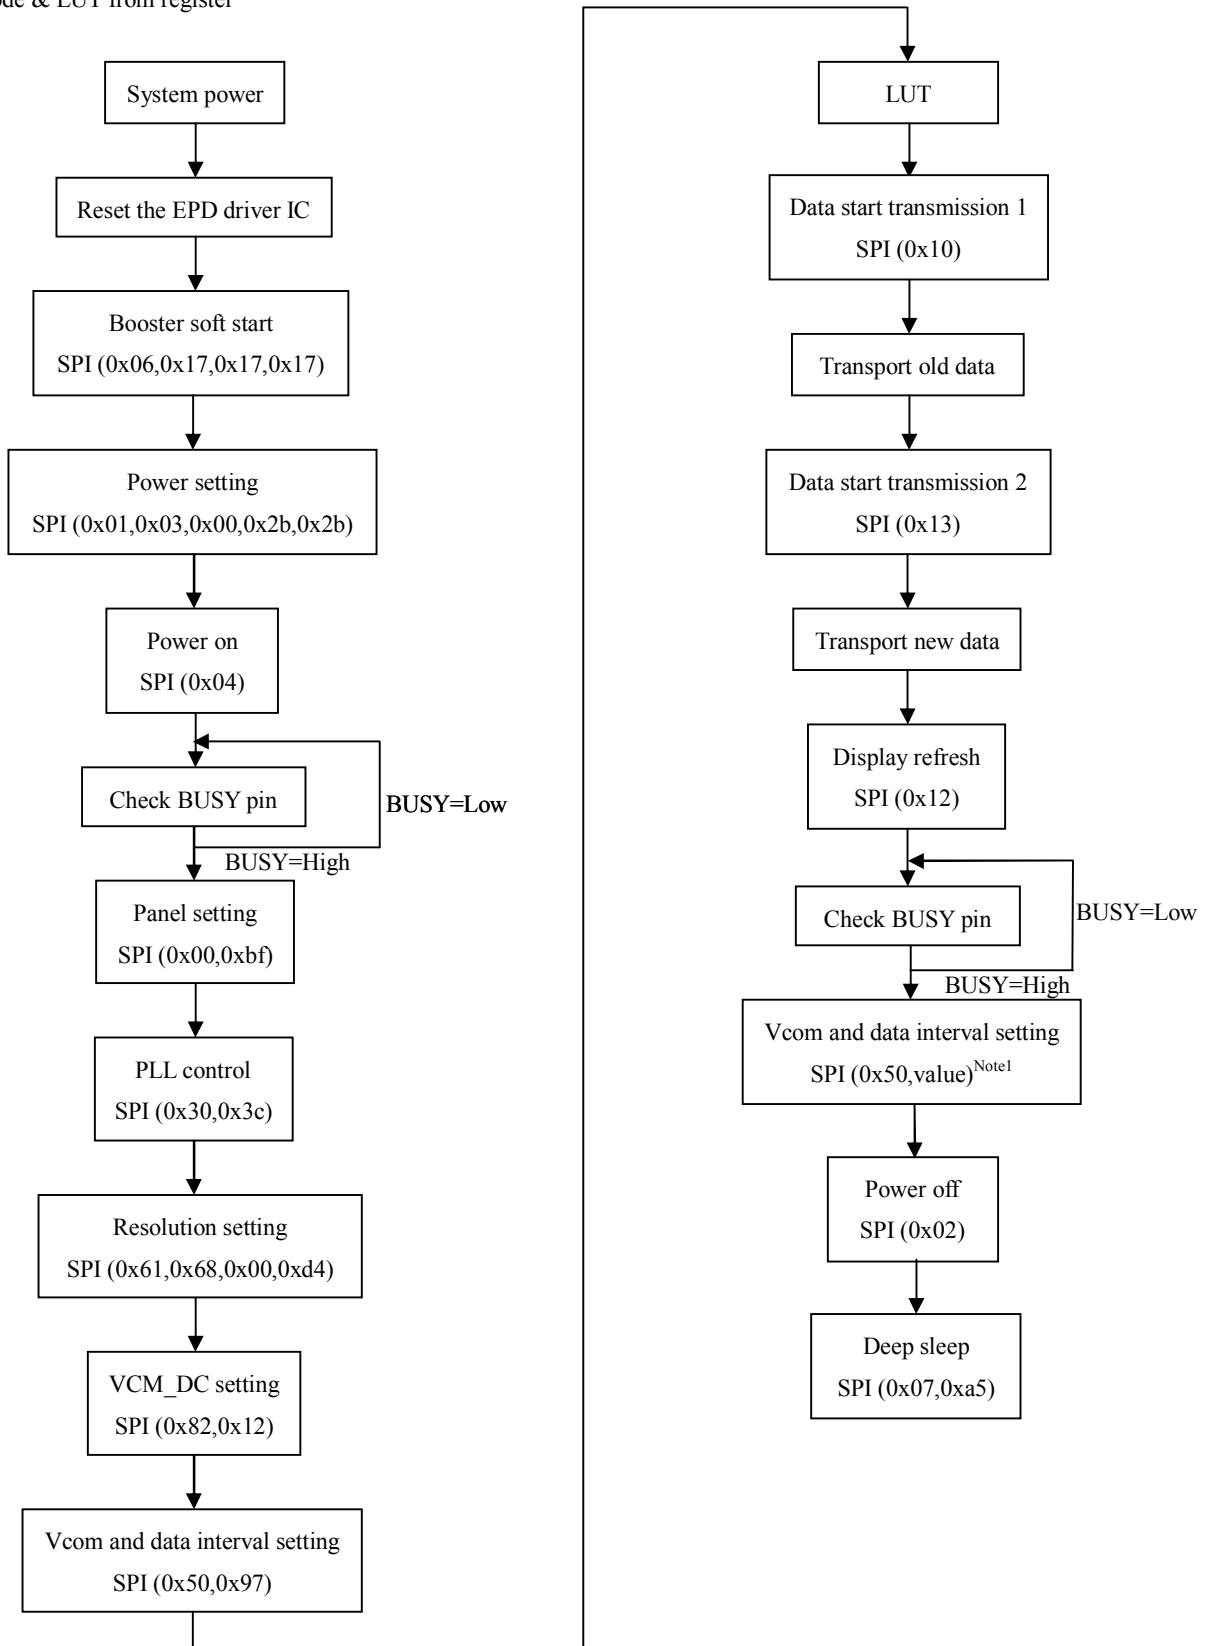 & LUT from register
System power
Reset the EPD driver IC
Booster soft start
SPI (0x06,0x17,0x17,0x17)
Power setting
SPI (0x01,0x03,0x00,0x2b,0x2b)
Power on
SPI (0x04)
Check BUSY pin
BUSY=Low
BUSY=High
Panel setting
SPI (0x00,0xbf)
PLL control
SPI (0x30,0x3c)
Resolution setting
SPI (0x61,0x68,0x00,0xd4)
VCM_DC setting
SPI (0x82,0x12)
Vcom and data interval setting
SPI (0x50,0x97)
LUT
Data start transmission 1
SPI (0x10)
Transport old data
Data start transmission 2
SPI (0x13)
Transport new data
Display refresh
SPI (0x12)
Check BUSY pin
BUSY=Low
BUSY=High
Vcom and data interval setting
SPI (0x50,value)Note1
Power off
SPI (0x02)
Deep sleep
SPI (0x07,0xa5)